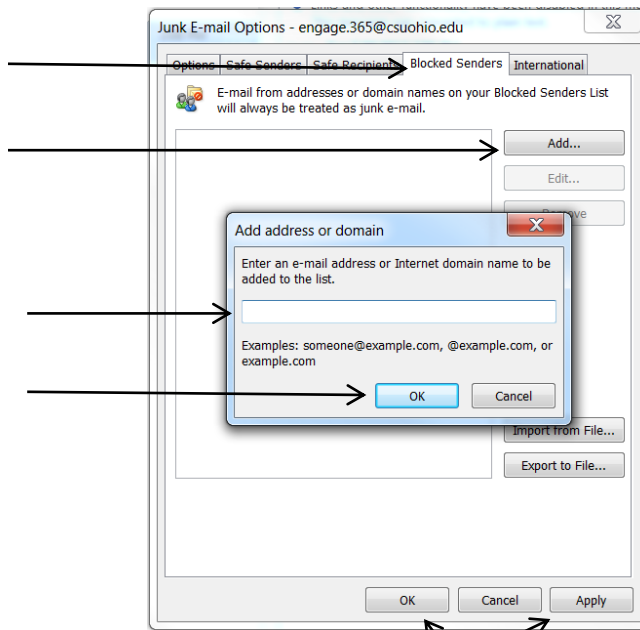 Junk E-mail Options - engage.365@csuohio.edu
Options Safe Senders Safe Recipients Blocked Senders International
E-mail from addresses or domain names on your Blocked Senders List
will always be treated as junk e-mail.
Add...
Edit...
Add address or domain
Enter an e-mail address or Internet domain name to be
added to the list.
Examples: someone@example.com, @example.com, or
example.com
OK Cancel
Import from File...
Export to File...
OK Cancel Apply